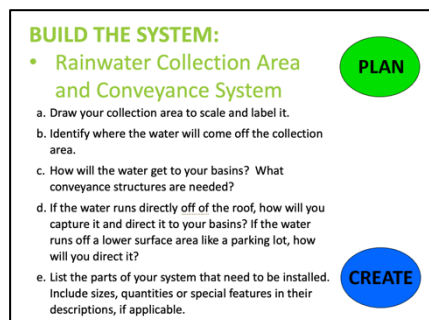 BUILD THE SYSTEM:
• Rainwater Collection Area
and Conveyance System
PLAN
a. Draw your collection area to scale and label it.
b. Identify where the water will come off the collection
area.
c. How will the water get to your basins? What
conveyance structures are needed?
d. If the water runs directly off of the roof, how will you
capture it and direct it to your basins? If the water
runs off a lower surface area like a parking lot, how
will you direct it?
e. List the parts of your system that need to be installed.
Include sizes, quantities or special features in their
descriptions, if applicable.
CREATE